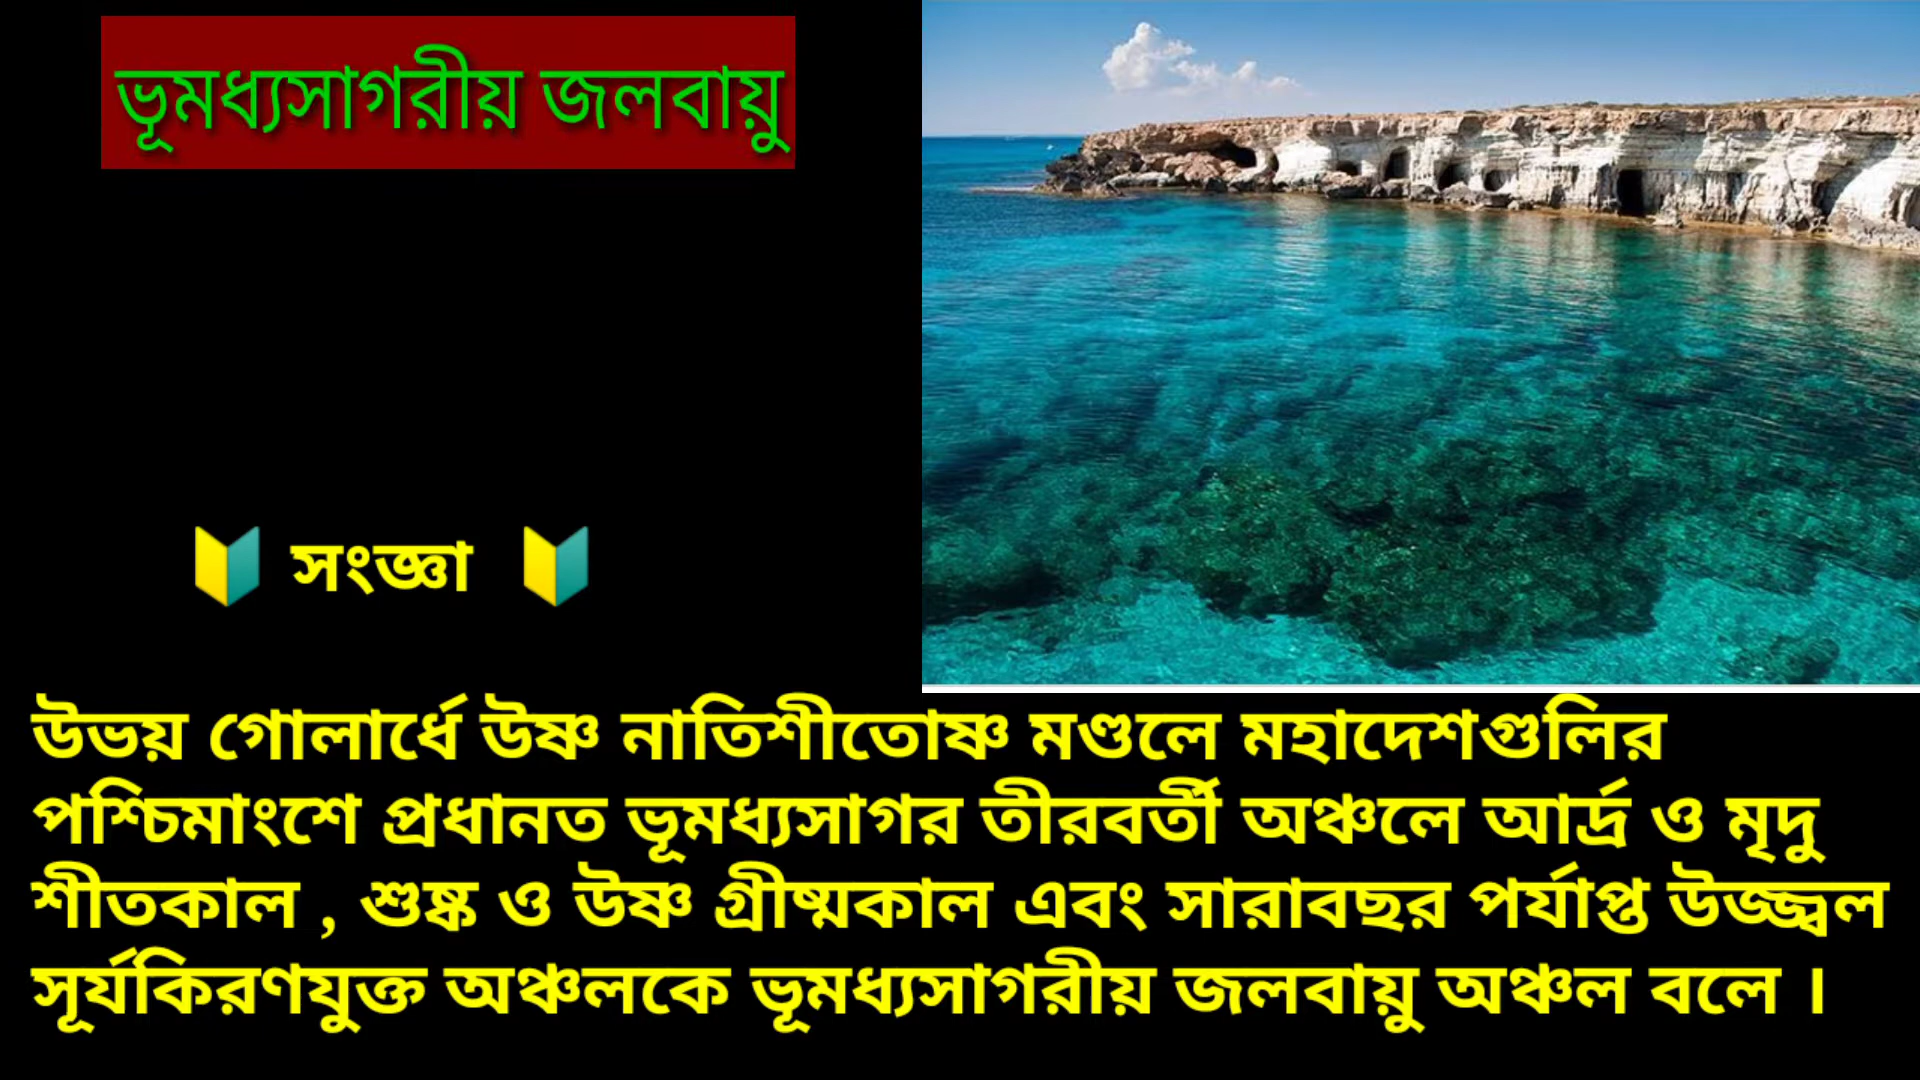 ভূমধ্যসাগরীয় জলবায়ু
🔰 সংজ্ঞা 🔰
উভয় গোলার্ধে উষ্ণ নাতিশীতোষ্ণ মণ্ডলে মহাদেশগুলির
পশ্চিমাংশে প্রধানত ভূমধ্যসাগর তীরবর্তী অঞ্চলে আর্দ্র ও মৃদু
শীতকাল , শুষ্ক ও উষ্ণ গ্রীষ্মকাল এবং সারাবছর পর্যাপ্ত উজ্জ্বল
সূর্যকিরণযুক্ত অঞ্চলকে ভূমধ্যসাগরীয় জলবায়ু অঞ্চল বলে ।